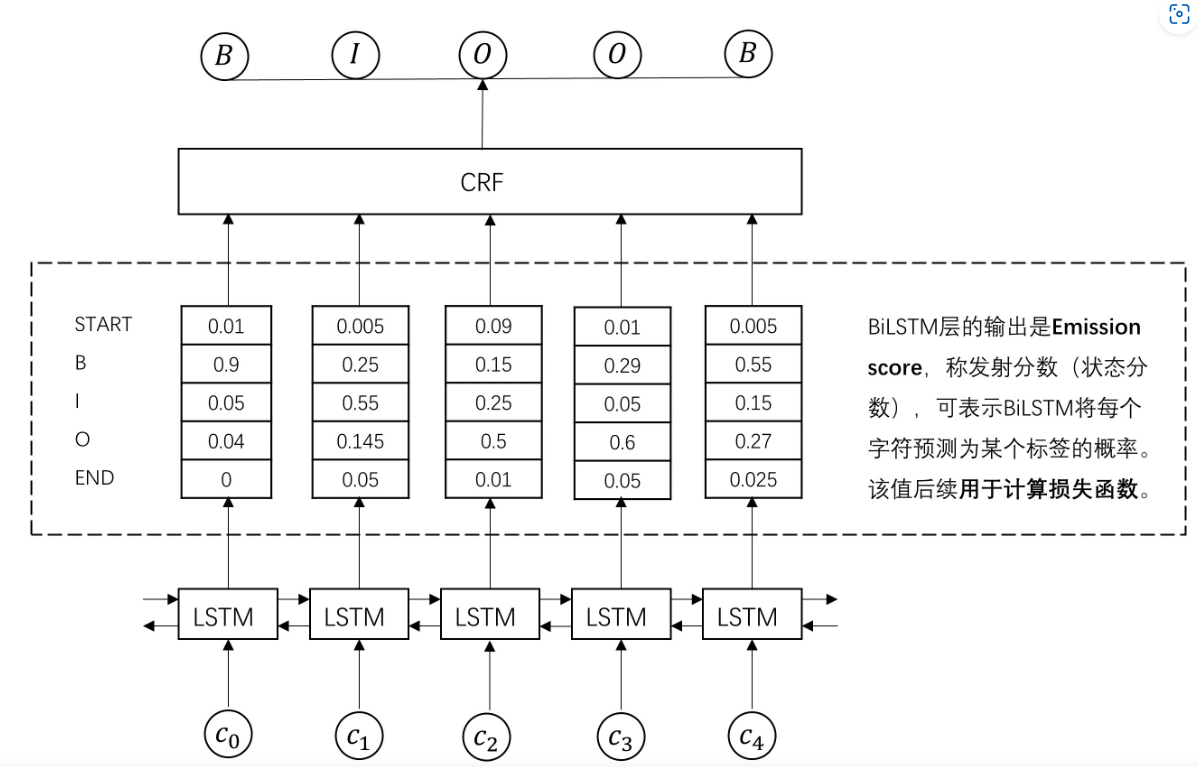 B I O O B
CRF
START 0.01 0.005 0.09 0.01 0.005
B 0.9 0.25 0.15 0.29 0.55
I 0.05 0.55 0.25 0.05 0.15
O 0.04 0.145 0.5 0.6 0.27
END 0 0.05 0.01 0.05 0.025
BiLSTM层的输出是Emission
score，称发射分数（状态分
数），可表示BiLSTM将每个
字符预测为某个标签的概率。
该值后续用于计算损失函数。
LSTM LSTM LSTM LSTM LSTM
c₀ c₁ c₂ c₃ c₄